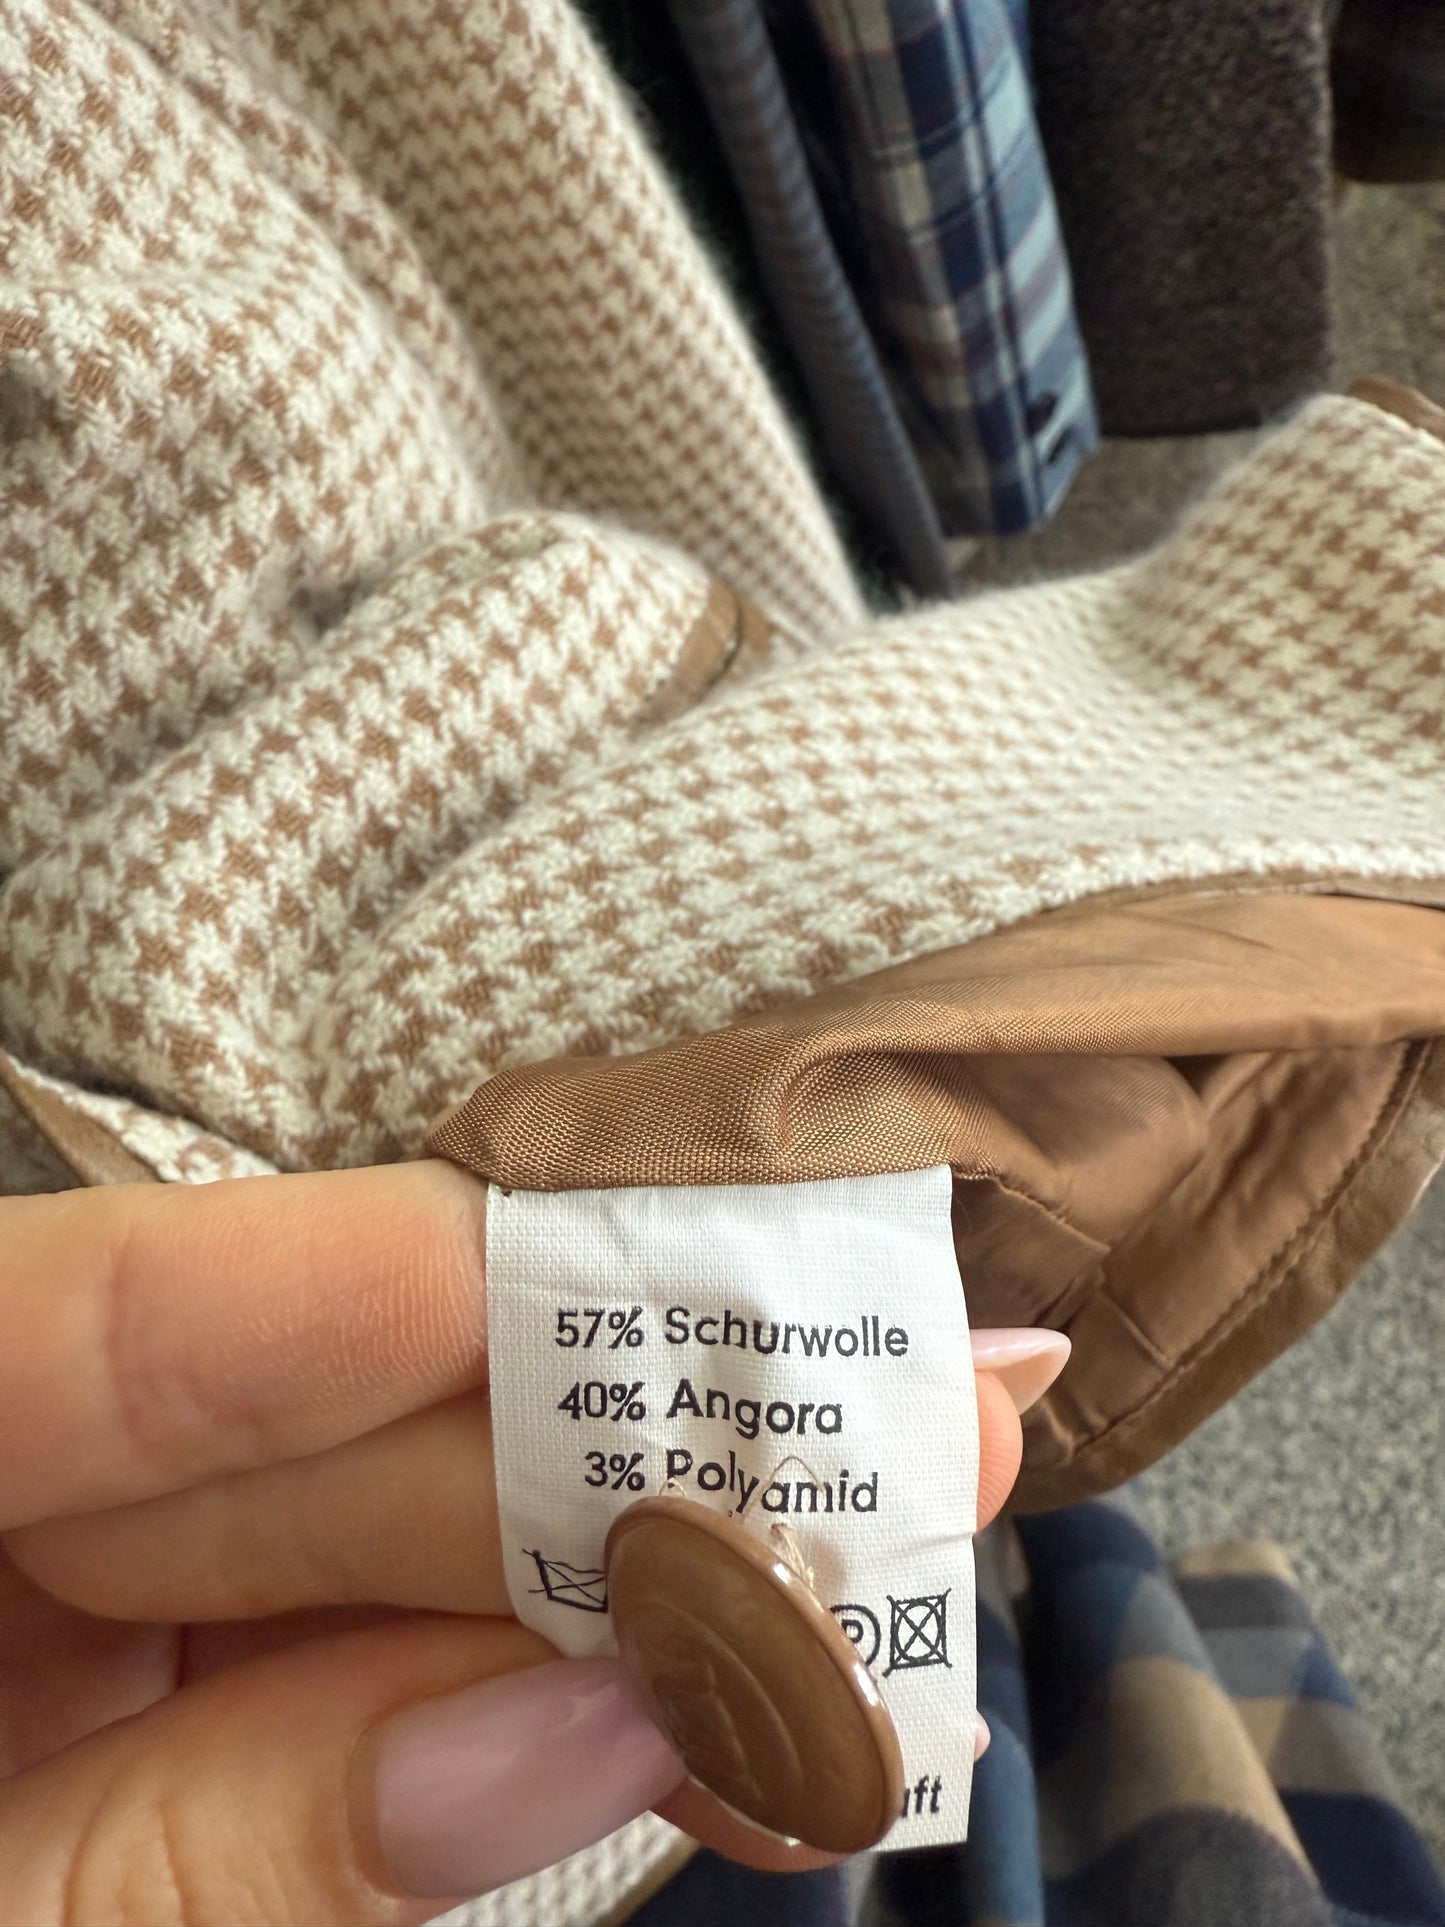 57% Schurwolle
40% Angora
3% Polyamid
P